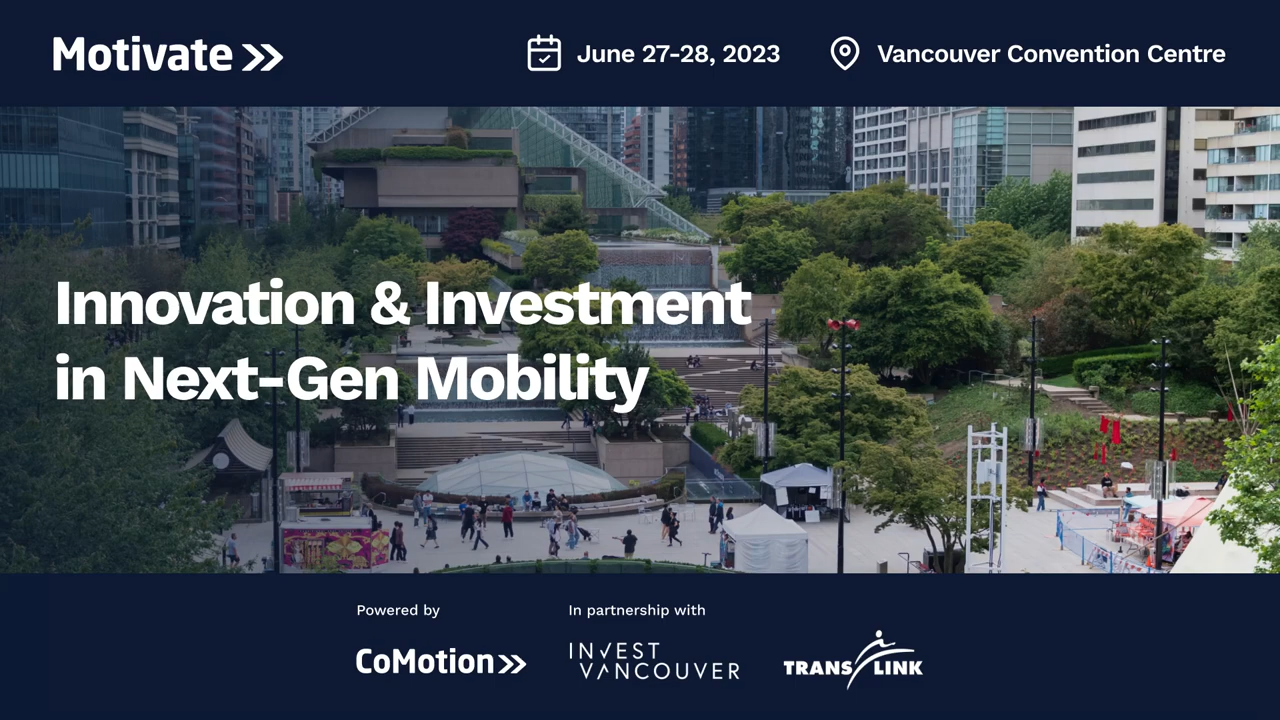 Motivate
June 27-28, 2023
Vancouver Convention Centre
Innovation & Investment
in Next-Gen Mobility
Powered by
In partnership with
CoMotion
INVEST
VANCOUVER
TRANSLINK